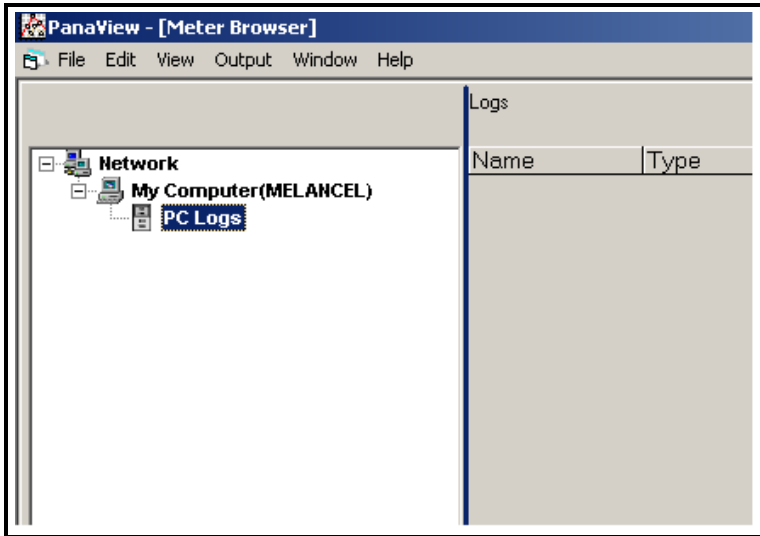 PanaView - [Meter Browser]
File Edit View Output Window Help
Logs
Name Type
Network
My Computer(MELANCEL)
PC Logs